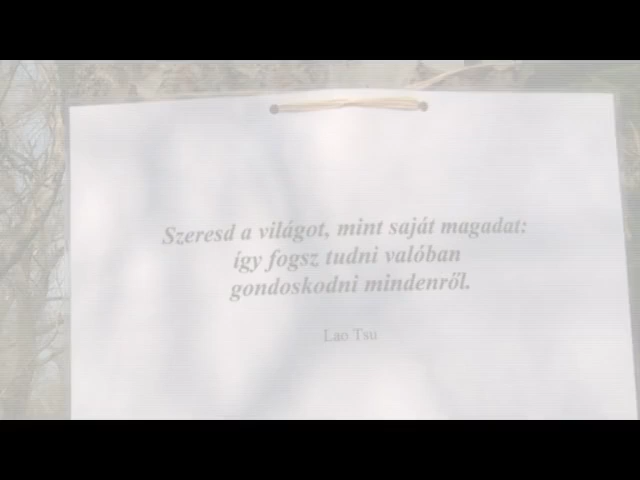 Szeresd a világot, mint saját magadat:
így fogsz tudni valóban
gondoskodni mindenről.
Lao Tsu